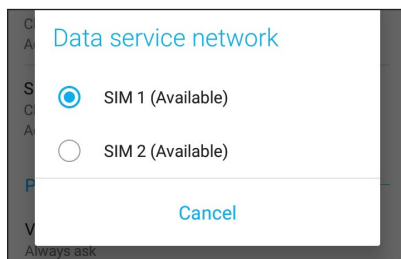 Data service network
SIM 1 (Available)
SIM 2 (Available)
Cancel
Always ask